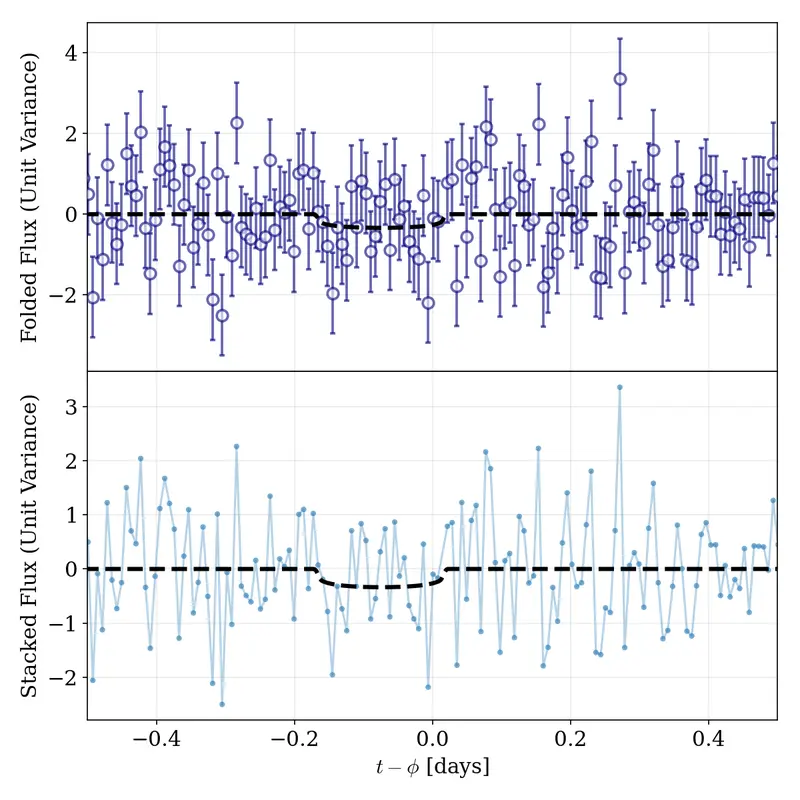 Folded Flux (Unit Variance)
4
2
0
−2
Stacked Flux (Unit Variance)
3
2
1
0
−1
−2
−0.4 −0.2 0.0 0.2 0.4
t − ϕ [days]